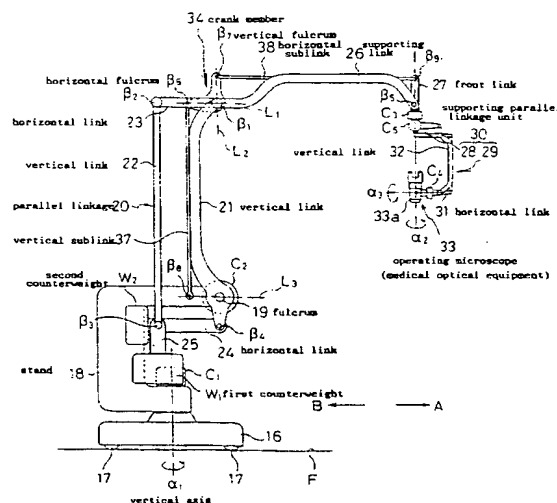 34 crank member
β7 vertical fulcrum
38 horizontal sublink
supporting link
26
β9
27 front link
horizontal fulcrum
β5
β2
β5
C3
supporting parallel linkage unit
horizontal link
23
β1
L1
h
L2
C5
30
28
29
vertical link
32
vertical link
22
C4
α3
parallel linkage
20
21 vertical link
33a
31 horizontal link
α2
33
vertical sublink
37
operating microscope
(medical optical equipment)
second counterweight
W2
C2
β8
L3
19 fulcrum
β3
β4
25
24
horizontal link
stand
18
C1
W1 first counterweight
B
A
16
17
17
F
α1
vertical axis